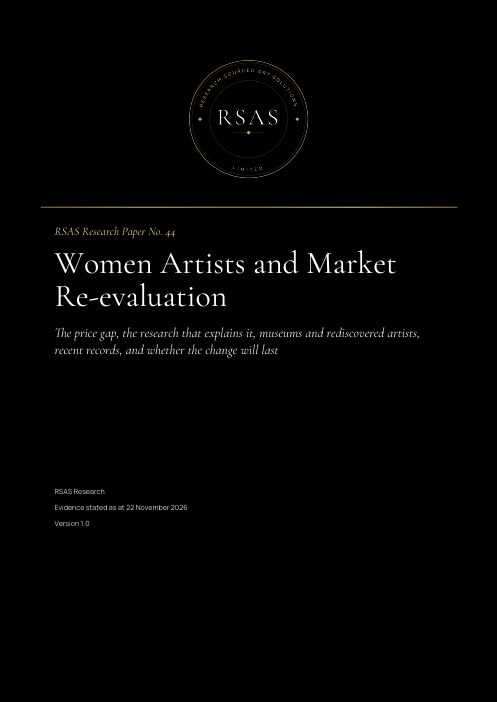 RESEARCH SOURCED ART SOLUTIONS
RSAS
LIMITED
RSAS Research Paper No. 44
Women Artists and Market
Re-evaluation
The price gap, the research that explains it, museums and rediscovered artists,
recent records, and whether the change will last
RSAS Research
Evidence stated as at 22 November 2026
Version 1.0